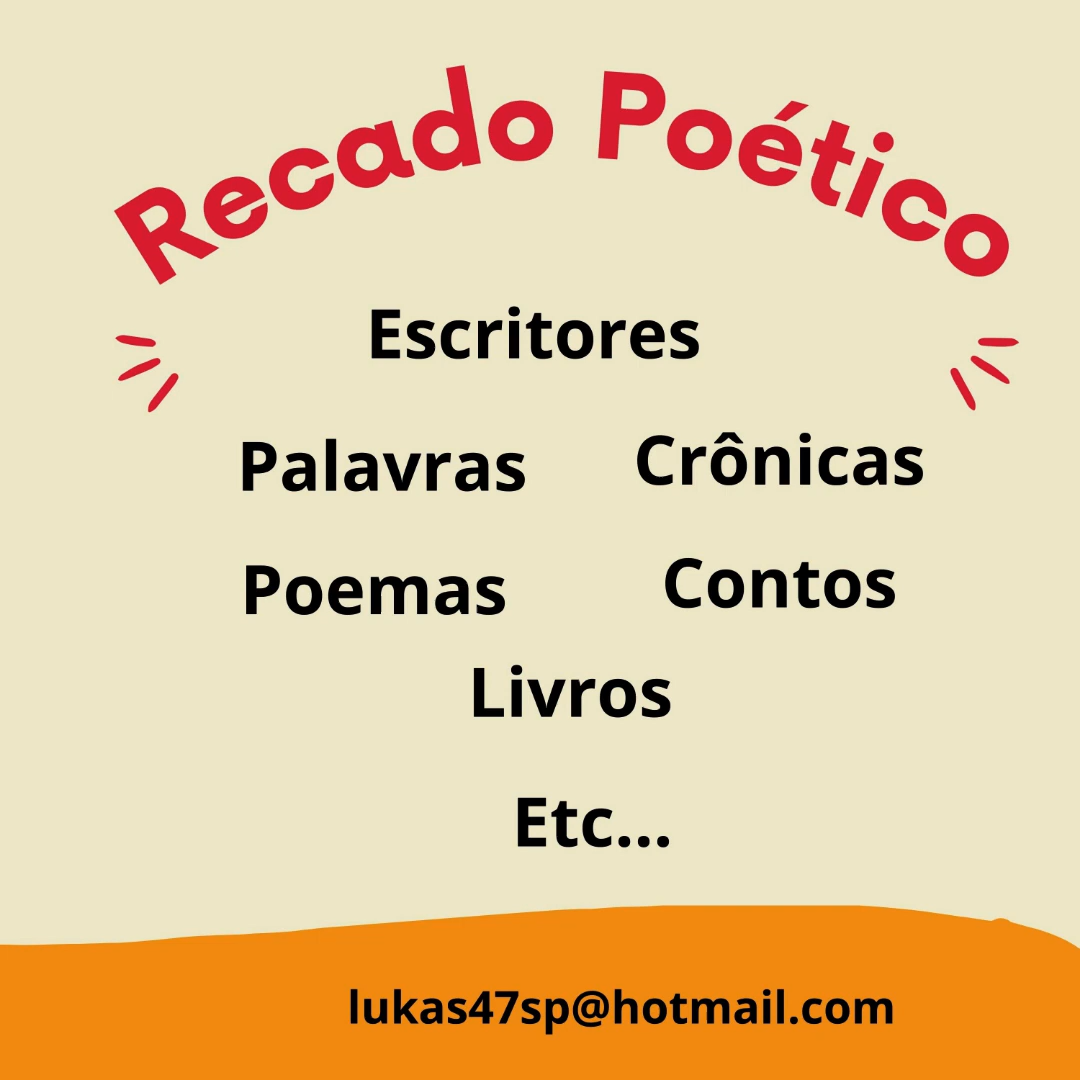 Recado Poético
Escritores
Palavras Crônicas
Poemas Contos
Livros
Etc...
lukas47sp@hotmail.com